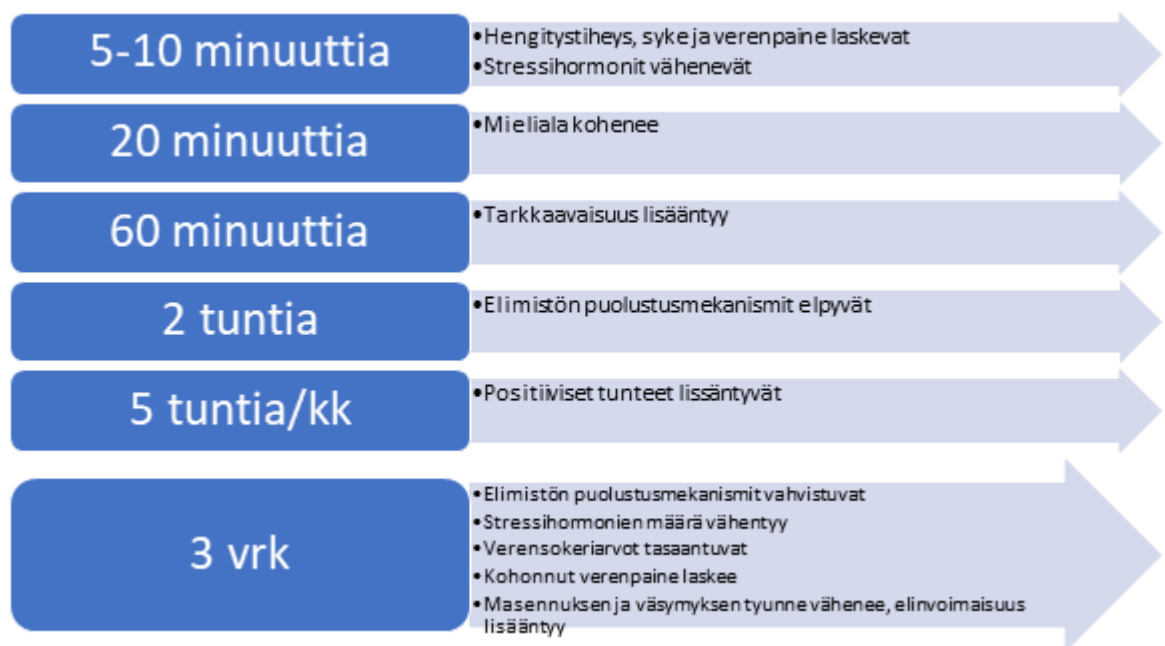 5-10 minuuttia
•Hengitystiheys, syke ja verenpaine laskevat
•Stressihormonit vähenevät
20 minuuttia
•Mieliala kohenee
60 minuuttia
•Tarkkaavaisuus lisääntyy
2 tuntia
•Elimistön puolustusmekanismit elpyvät
5 tuntia/kk
•Positiiviset tunteet lissäntyvät
3 vrk
•Elimistön puolustusmekanismit vahvistuvat
•Stressihormonien määrä vähentyy
•Verensokeriarvot tasaantuvat
•Kohonnut verenpaine laskee
•Masennuksen ja väsymyksen tyunne vähenee, elinvoimaisuus
lisääntyy